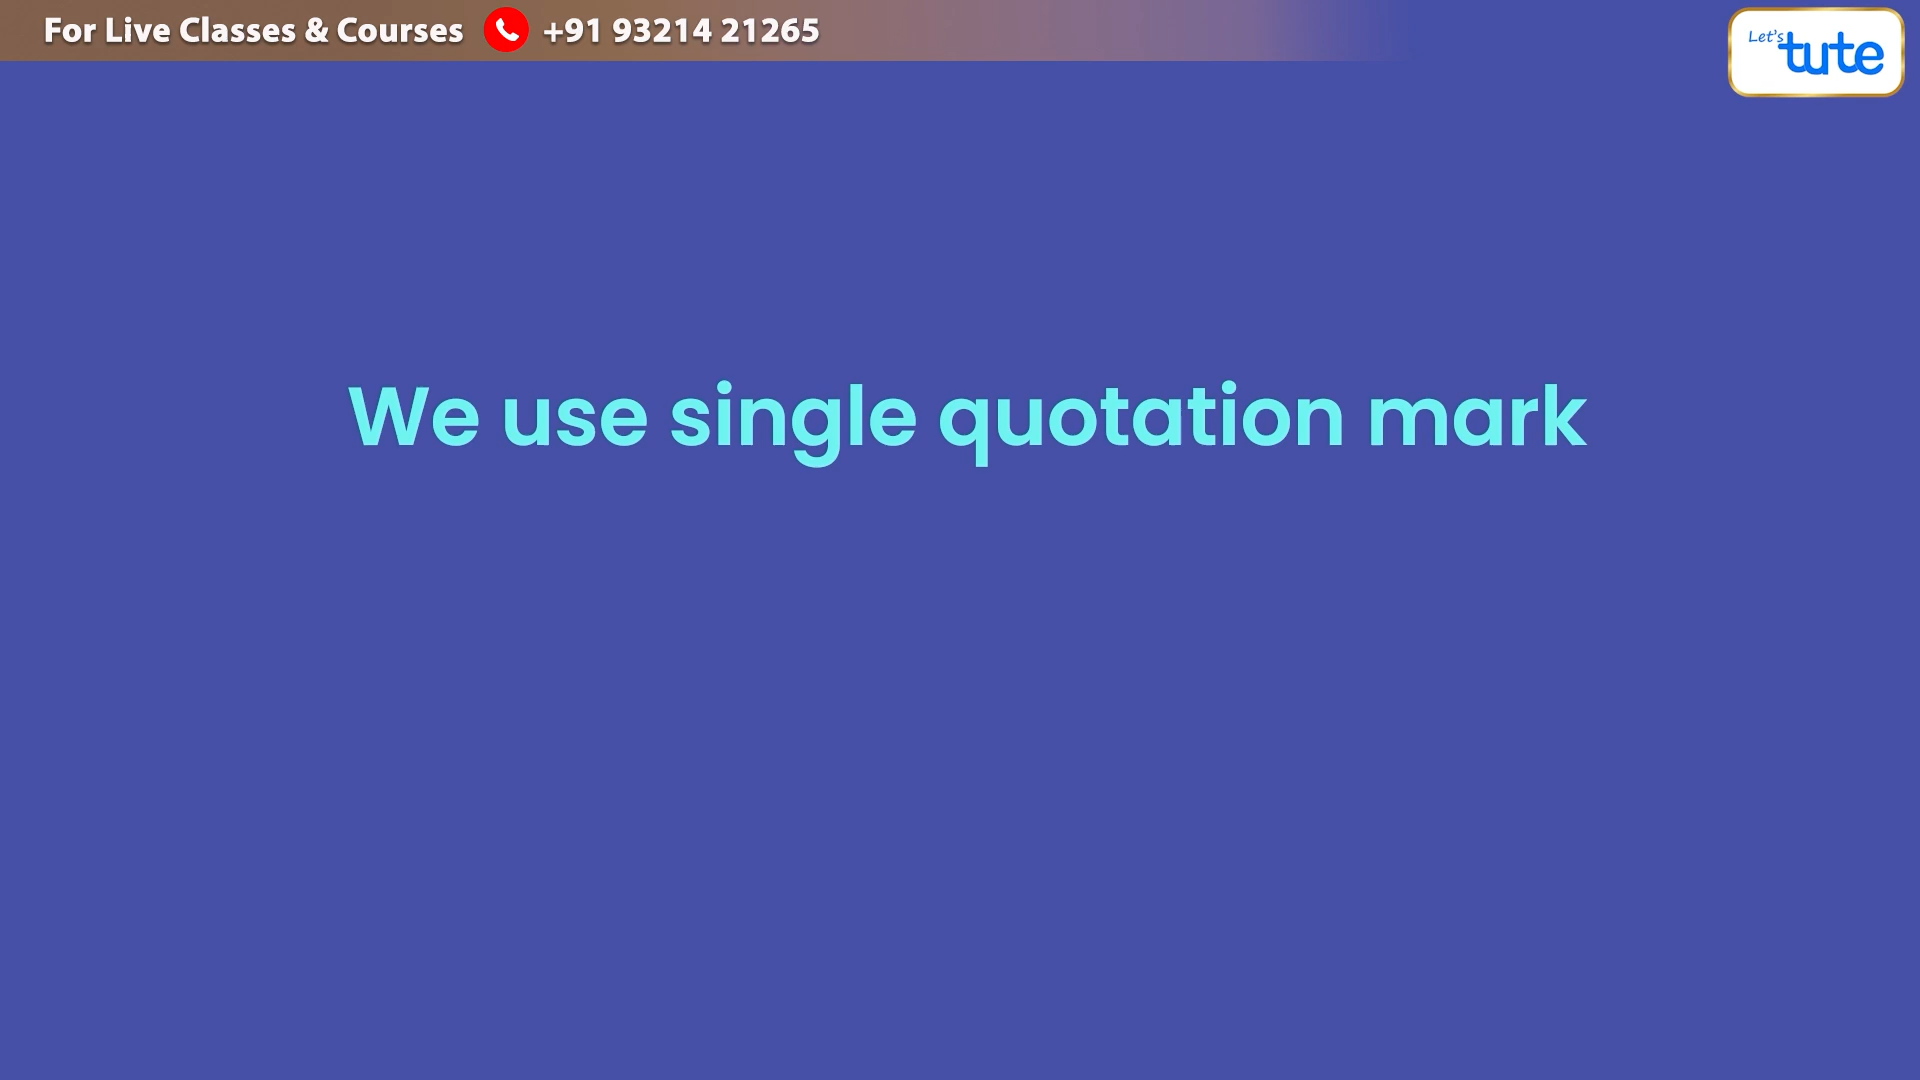 For Live Classes & Courses +91 93214 21265
Let's tute
We use single quotation mark